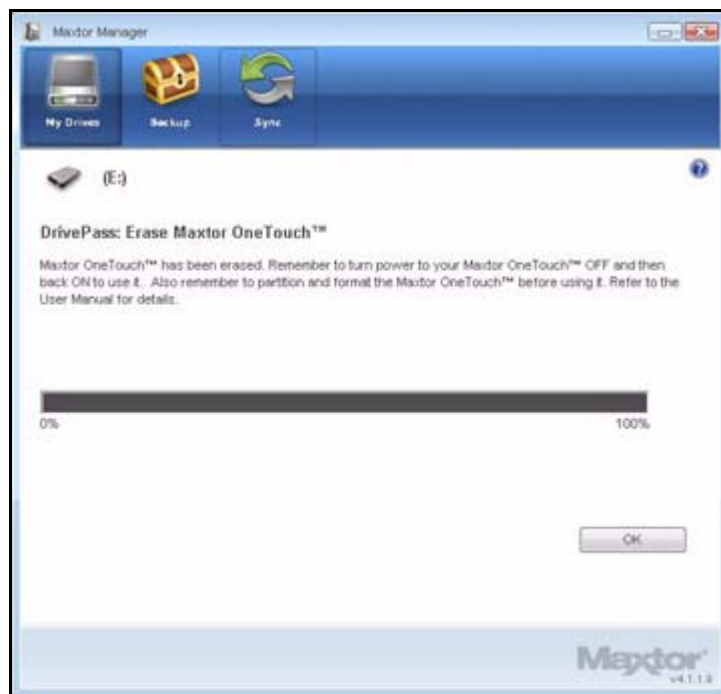 Maxtor Manager
My Drives Backup Sync
(E:)
?
DrivePass: Erase Maxtor OneTouch™
Maxtor OneTouch™ has been erased. Remember to turn power to your Maxtor OneTouch™ OFF and then
back ON to use it. Also remember to partition and format the Maxtor OneTouch™ before using it. Refer to the
User Manual for details.
0% 100%
OK
Maxtor